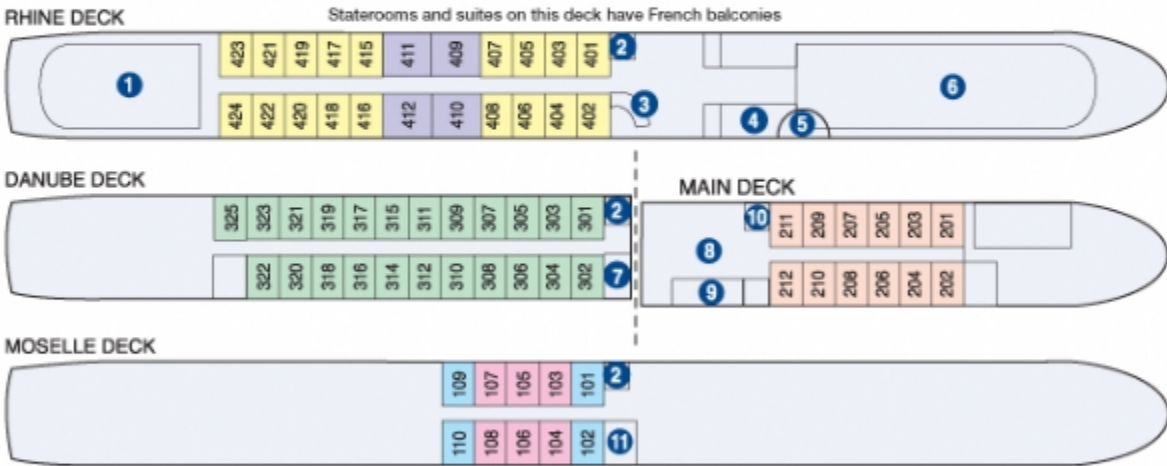 RHINE DECK
Staterooms and suites on this deck have French balconies
423 421 419 417 415 411 409 407 405 403 401 2
1 3 6
424 422 420 418 416 412 410 408 406 404 402 4 5
DANUBE DECK
MAIN DECK
325 323 321 319 317 315 311 309 307 305 303 301 2
10 211 209 207 205 203 201
8
322 320 318 316 314 312 310 308 306 304 302 7
9 212 210 208 206 204 202
MOSELLE DECK
109 107 105 103 101 2
110 108 106 104 102 11